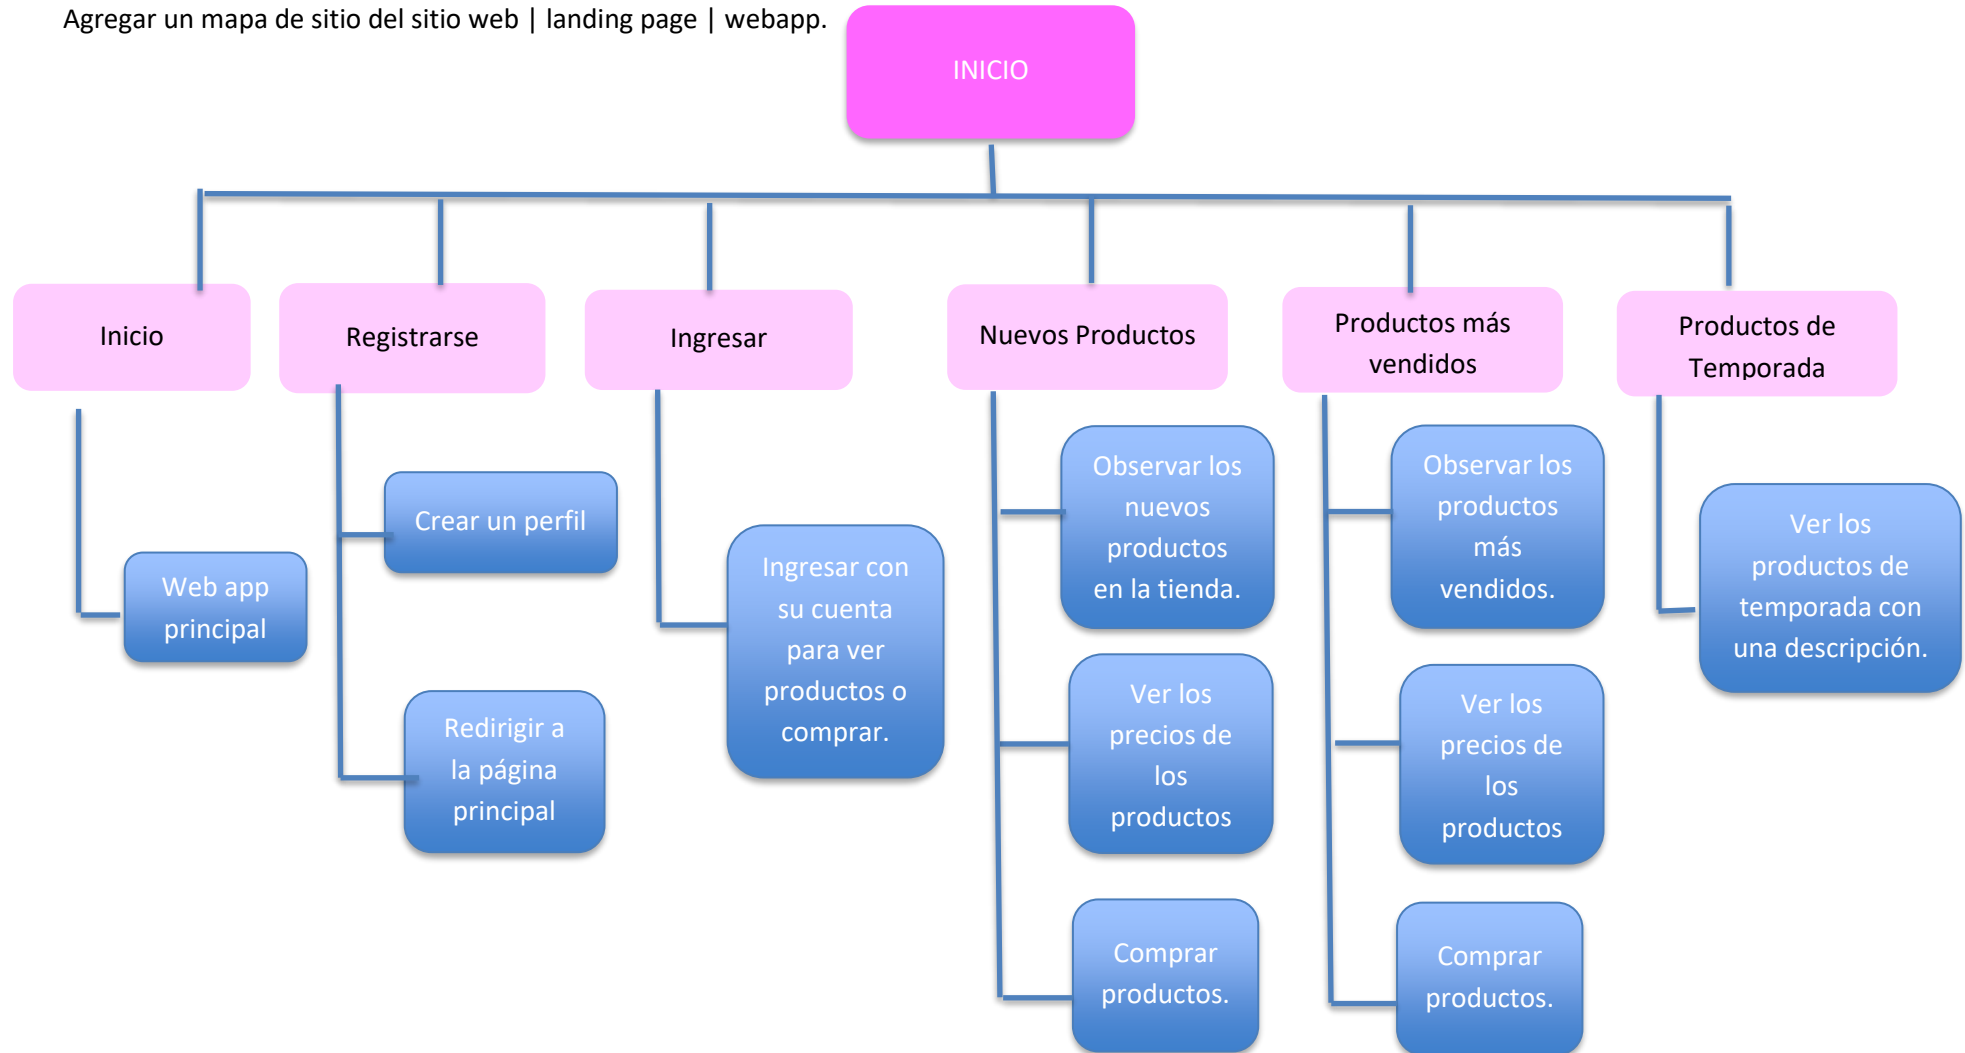 Agregar un mapa de sitio del sitio web | landing page | webapp.
INICIO
Inicio
Registrarse
Ingresar
Nuevos Productos
Productos más
vendidos
Productos de
Temporada
Web app
principal
Crear un perfil
Redirigir a
la página
principal
Ingresar con
su cuenta
para ver
productos o
comprar.
Observar los
nuevos
productos
en la tienda.
Ver los
precios de
los
productos
Comprar
productos.
Observar los
productos
más
vendidos.
Ver los
precios de
los
productos
Comprar
productos.
Ver los
productos de
temporada con
una descripción.